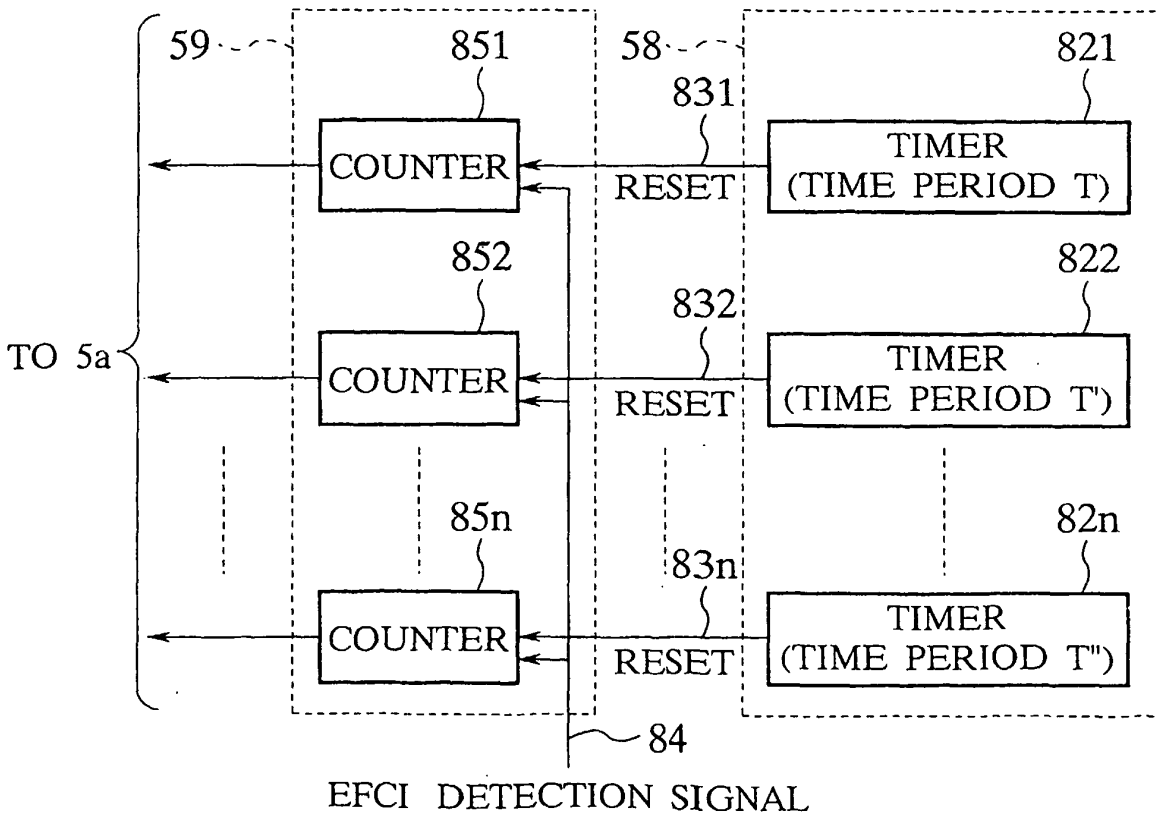 59
851
58
821
831
COUNTER
RESET
TIMER
(TIME PERIOD T)
852
832
822
TO 5a
COUNTER
RESET
TIMER
(TIME PERIOD T')
85n
83n
82n
COUNTER
RESET
TIMER
(TIME PERIOD T")
84
EFCI DETECTION SIGNAL